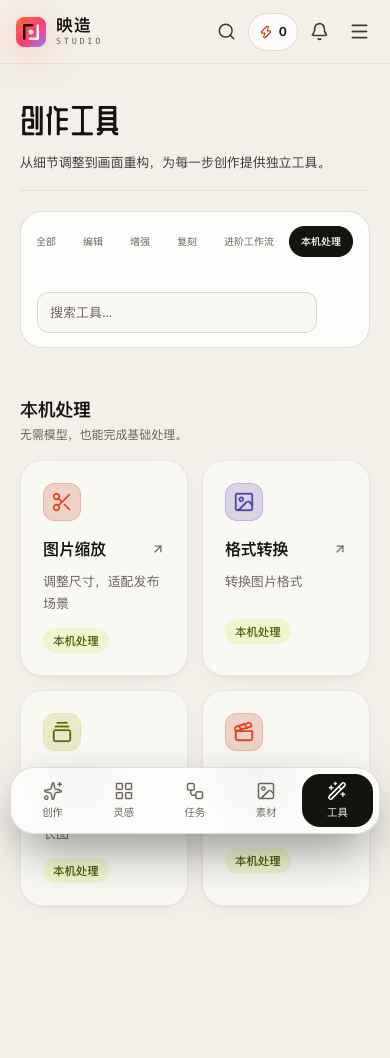 映造
STUDIO
0
创作工具
从细节调整到画面重构，为每一步创作提供独立工具。
全部
编辑
增强
复刻
进阶工作流
本机处理
搜索工具...
本机处理
无需模型，也能完成基础处理。
图片缩放
调整尺寸，适配发布
场景
本机处理
格式转换
转换图片格式
本机处理
创作
灵感
任务
素材
工具
长图
本机处理
本机处理